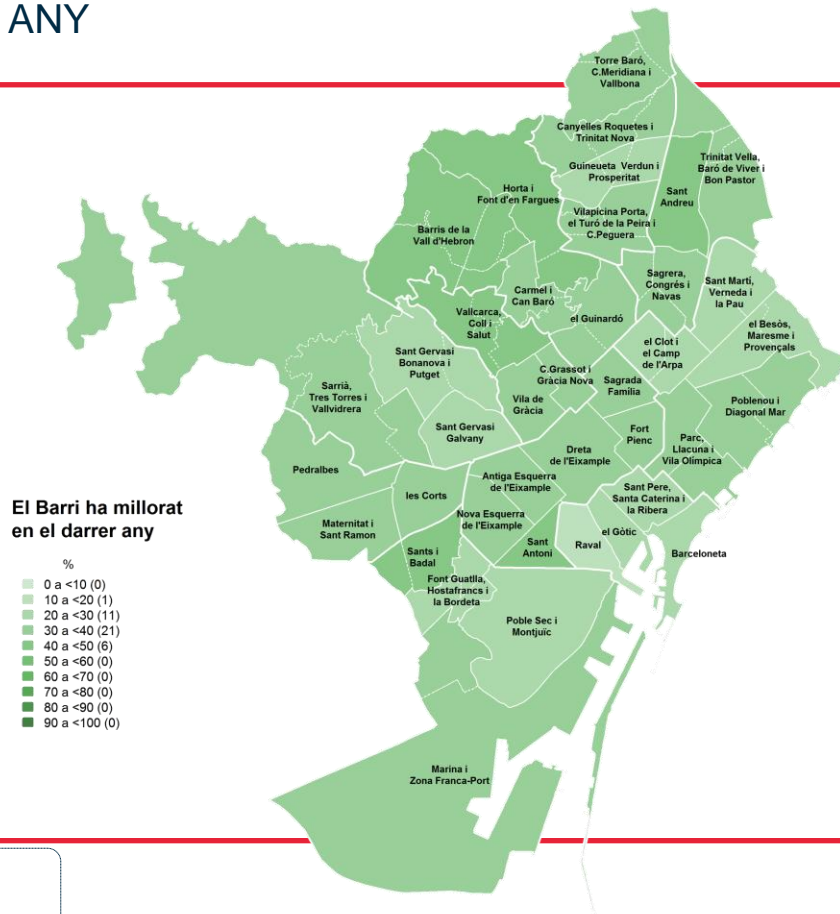 ANY
Torre Baró,
C.Meridiana i
Vallbona
Canyelles Roquetes i
Trinitat Nova
Guineueta Verdun i
Prosperitat
Trinitat Vella,
Baró de Viver i
Bon Pastor
Sant
Andreu
Horta i
Font d'en Fargues
Vilapicina Porta,
el Turó de la Peira i
C.Peguera
Barris de la
Vall d'Hebron
Sagrera,
Congrés i
Navas
Sant Martí,
Verneda i
la Pau
Carmel i
Can Baró
Vallcarca,
Coll i
Salut
el Guinardó
el Besòs,
Maresme i
Provençals
el Clot i
el Camp
de l'Arpa
Sant Gervasi
Bonanova i
Putget
C.Grassot i
Gràcia Nova
Sagrada
Família
Sarrià,
Tres Torres i
Vallvidrera
Vila de
Gràcia
Poblenou i
Diagonal Mar
Sant Gervasi
Galvany
Fort
Pienc
Parc,
Llacuna i
Vila Olímpica
Dreta
de l'Eixample
Pedralbes
Antiga Esquerra
de l'Eixample
les Corts
Sant Pere,
Santa Caterina i
la Ribera
Maternitat i
Sant Ramon
Nova Esquerra
de l'Eixample
el Gòtic
Sant
Antoni
Raval
Barceloneta
Sants i
Badal
Font Guatlla,
Hostafrancs i
la Bordeta
Poble Sec i
Montjuïc
Marina i
Zona Franca-Port
El Barri ha millorat
en el darrer any
%
0 a <10 (0)
10 a <20 (1)
20 a <30 (11)
30 a <40 (21)
40 a <50 (6)
50 a <60 (0)
60 a <70 (0)
70 a <80 (0)
80 a <90 (0)
90 a <100 (0)